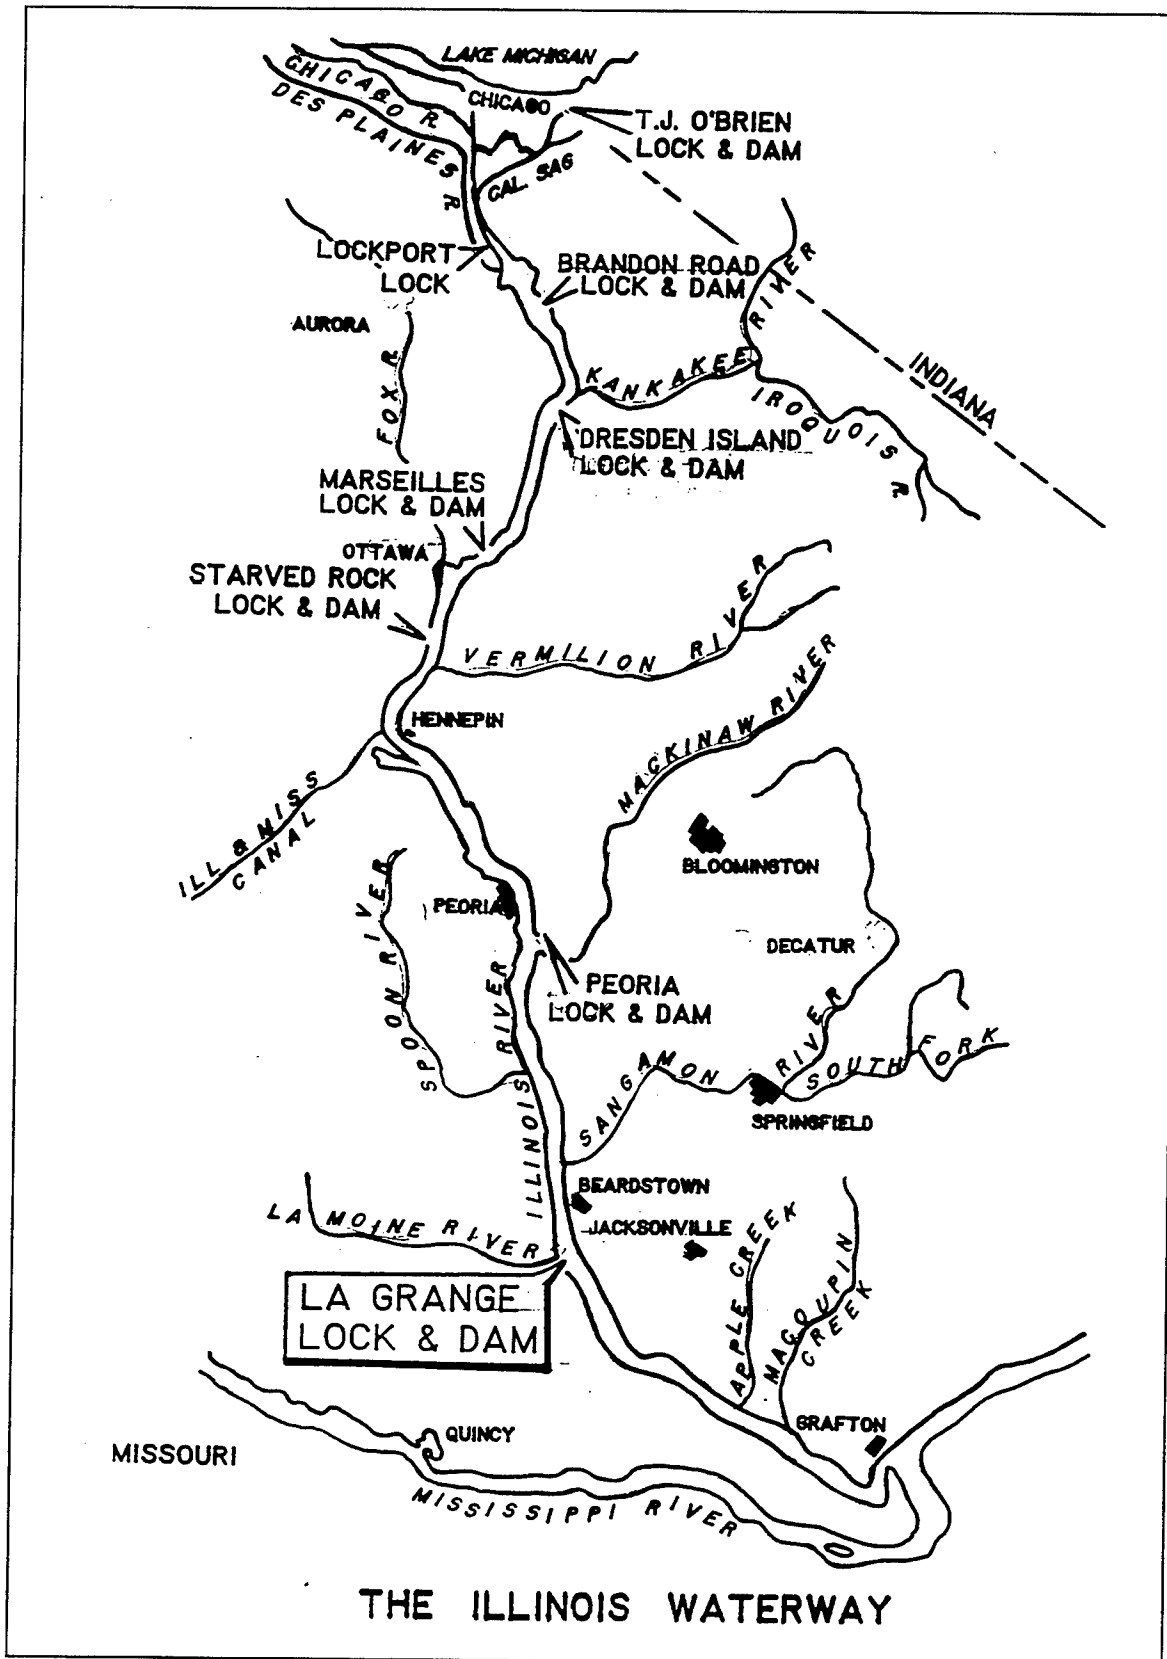 LAKE MICHIGAN
CHICAGO R.
DES PLAINES R.
CHICAGO
T.J. O'BRIEN
LOCK & DAM
CAL. SAG
LOCKPORT
LOCK
BRANDON ROAD
LOCK & DAM
AURORA
FOX R.
KANKAKEE RIVER
INDIANA
IROQUOIS R.
DRESDEN ISLAND
LOCK & DAM
MARSEILLES
LOCK & DAM
OTTAWA
STARVED ROCK
LOCK & DAM
VERMILION RIVER
HENNEPIN
MACKINAW RIVER
ILL & MISS
CANAL
BLOOMINGTON
PEORIA
SPOON RIVER
DECATUR
PEORIA
LOCK & DAM
ILLINOIS RIVER
SANGAMON RIVER
SOUTH FORK
SPRINGFIELD
BEARDSTOWN
JACKSONVILLE
LA MOINE RIVER
LA GRANGE
LOCK & DAM
APPLE CREEK
MACOUPIN
CREEK
GRAFTON
QUINCY
MISSOURI
MISSISSIPPI RIVER
THE ILLINOIS WATERWAY